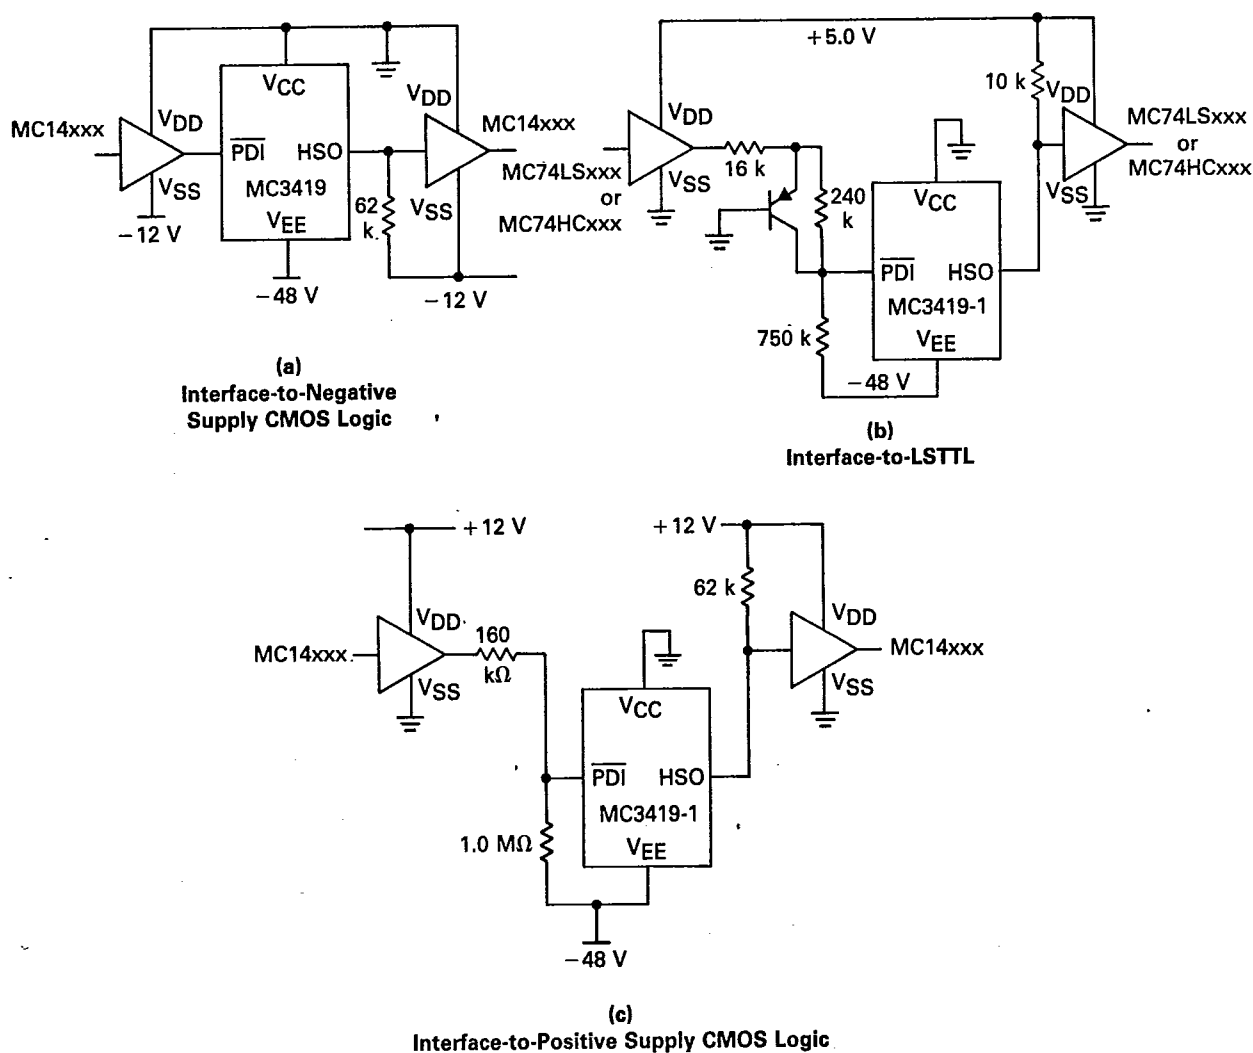 MC14xxx
VDD
VSS
−12 V
VCC
PDI
HSO
MC3419
VEE
−48 V
62
k
VDD
VSS
MC14xxx
−12 V
(a)
Interface-to-Negative
Supply CMOS Logic
+5.0 V
MC74LSxxx
or
MC74HCxxx
VDD
VSS
16 k
240
k
750 k
VCC
PDI
HSO
MC3419-1
VEE
−48 V
10 k
VDD
VSS
MC74LSxxx
or
MC74HCxxx
(b)
Interface-to-LSTTL
+12 V
MC14xxx
VDD
VSS
160
kΩ
1.0 MΩ
VCC
PDI
HSO
MC3419-1
VEE
−48 V
+12 V
62 k
VDD
VSS
MC14xxx
(c)
Interface-to-Positive Supply CMOS Logic